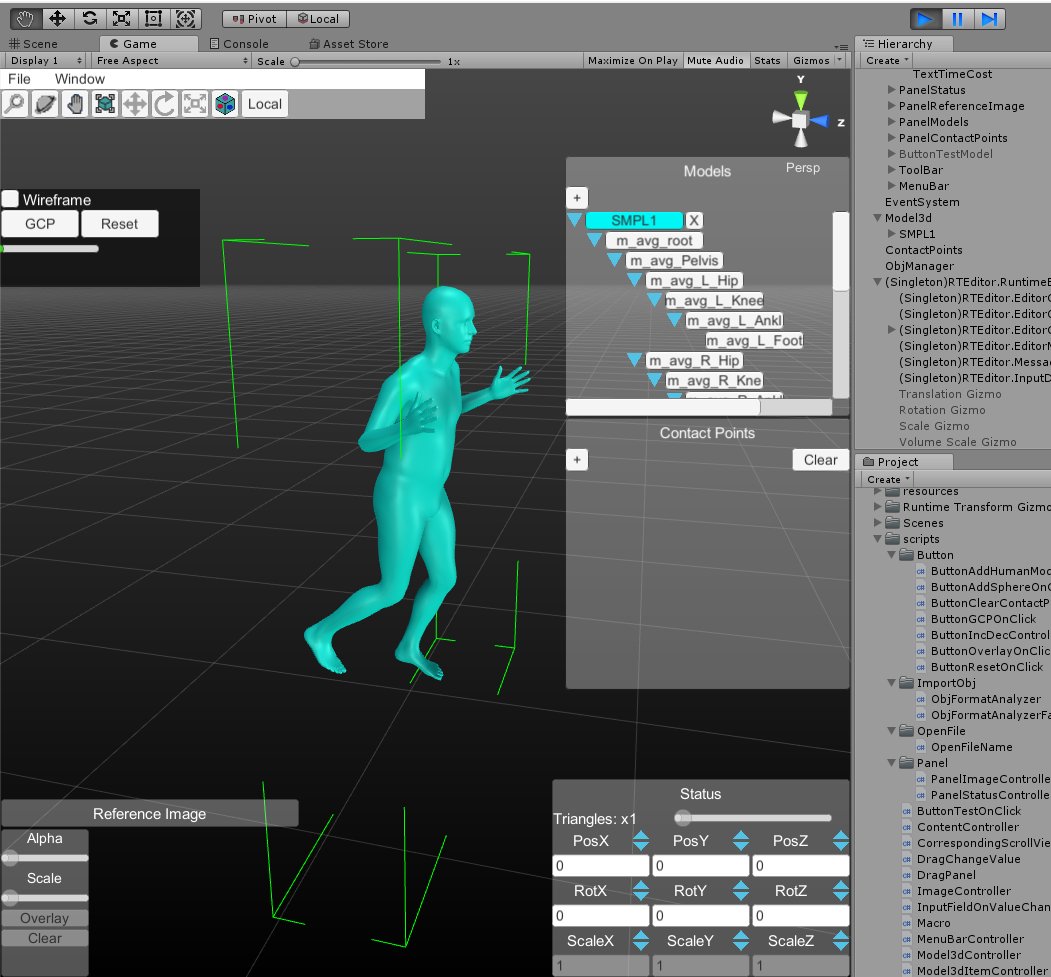 Pivot Local
Scene Game Console Asset Store Hierarchy
Display 1 Free Aspect Scale 1x Maximize On Play Mute Audio Stats Gizmos Create
File Window
Local
Y
Z
Persp
Wireframe
GCP Reset
Models
+
SMPL1 X
m_avg_root
m_avg_Pelvis
m_avg_L_Hip
m_avg_L_Knee
m_avg_L_Ankl
m_avg_L_Foot
m_avg_R_Hip
m_avg_R_Kne
Contact Points
+ Clear
Reference Image
Alpha
Scale
Overlay
Clear
Status
Triangles: x1
PosX PosY PosZ
0 0 0
RotX RotY RotZ
0 0 0
ScaleX ScaleY ScaleZ
1 1 1
TextTimeCost
PanelStatus
PanelReferenceImage
PanelModels
PanelContactPoints
ButtonTestModel
ToolBar
MenuBar
EventSystem
Model3d
SMPL1
ContactPoints
ObjManager
(Singleton)RTEditor.RuntimeE
(Singleton)RTEditor.EditorC
(Singleton)RTEditor.EditorC
(Singleton)RTEditor.EditorC
(Singleton)RTEditor.EditorM
(Singleton)RTEditor.Messa
(Singleton)RTEditor.InputD
Translation Gizmo
Rotation Gizmo
Scale Gizmo
Volume Scale Gizmo
Project
Create
resources
Runtime Transform Gizmo
Scenes
scripts
Button
ButtonAddHumanMod
ButtonAddSphereOnC
ButtonClearContactP
ButtonGCPOnClick
ButtonIncDecControl
ButtonOverlayOnClic
ButtonResetOnClick
ImportObj
ObjFormatAnalyzer
ObjFormatAnalyzerFa
OpenFile
OpenFileName
Panel
PanelImageControlle
PanelStatusControlle
ButtonTestOnClick
ContentController
CorrespondingScrollVie
DragChangeValue
DragPanel
ImageController
InputFieldOnValueChan
Macro
MenuBarController
Model3dController
Model3dItemController